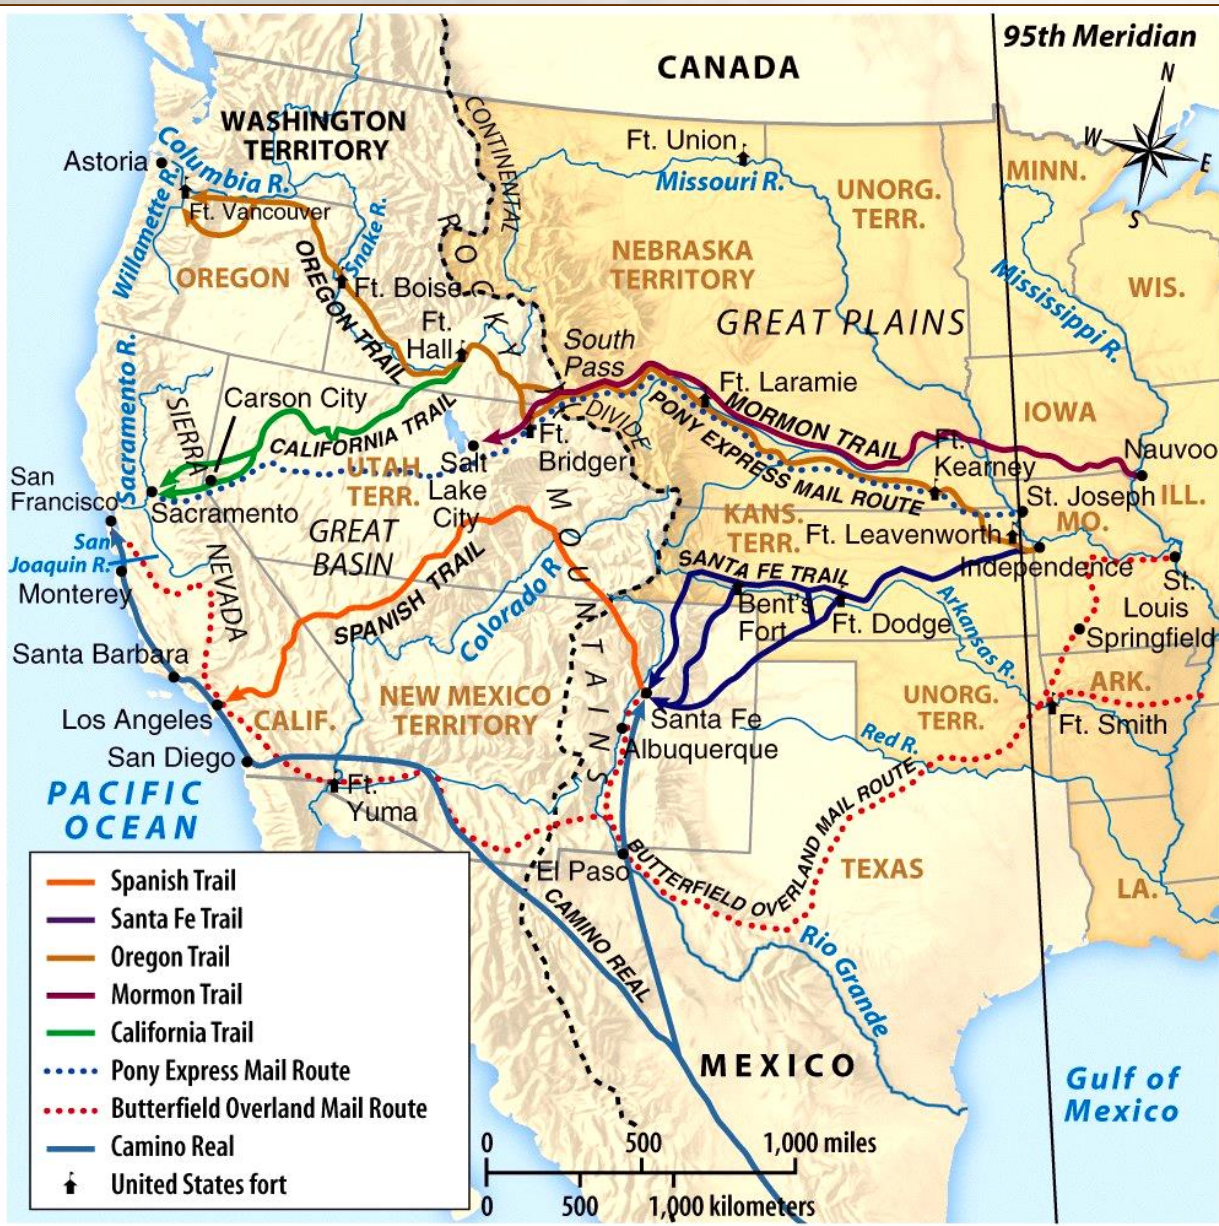 95th Meridian
CANADA
N
W
E
S
WASHINGTON
TERRITORY
CONTINENTAZ
Astoria
Columbia R.
Ft. Union
Missouri R.
UNORG.
TERR.
MINN.
Ft. Vancouver
Willamette R.
Snake R.
OREGON
OREGON TRAIL
Ft. Boise
ROCKY
NEBRASKA
TERRITORY
Mississippi R.
WIS.
GREAT PLAINS
Ft.
Hall
South
Pass
Sacramento R.
Carson City
SIERRA
CALIFORNIA TRAIL
Ft. Laramie
DIVIDE
MORMON TRAIL
PONY EXPRESS MAIL ROUTE
IOWA
Ft.
Kearney
Nauvoo
Ft.
Bridger
UTAH
TERR.
Salt
Lake
City
San
Francisco
Sacramento
GREAT
BASIN
MOUNTAINS
KANS.
TERR.
St. Joseph
ILL.
MO.
Ft. Leavenworth
Independence
San
Joaquin R.
Monterey
NEVADA
SPANISH TRAIL
Colorado R
SANTA FE TRAIL
Bent's
Fort
Ft. Dodge
Arkansas R.
St.
Louis
Springfield
Santa Barbara
Los Angeles
CALIF.
NEW MEXICO
TERRITORY
Santa Fe
Albuquerque
UNORG.
TERR.
ARK.
Ft. Smith
Red R.
San Diego
Ft.
Yuma
PACIFIC
OCEAN
El Paso
BUTTERFIELD OVERLAND MAIL ROUTE
TEXAS
LA.
CAMINO REAL
Rio Grande
MEXICO
Gulf of
Mexico
Spanish Trail
Santa Fe Trail
Oregon Trail
Mormon Trail
California Trail
Pony Express Mail Route
Butterfield Overland Mail Route
Camino Real
United States fort
0 500 1,000 miles
0 500 1,000 kilometers